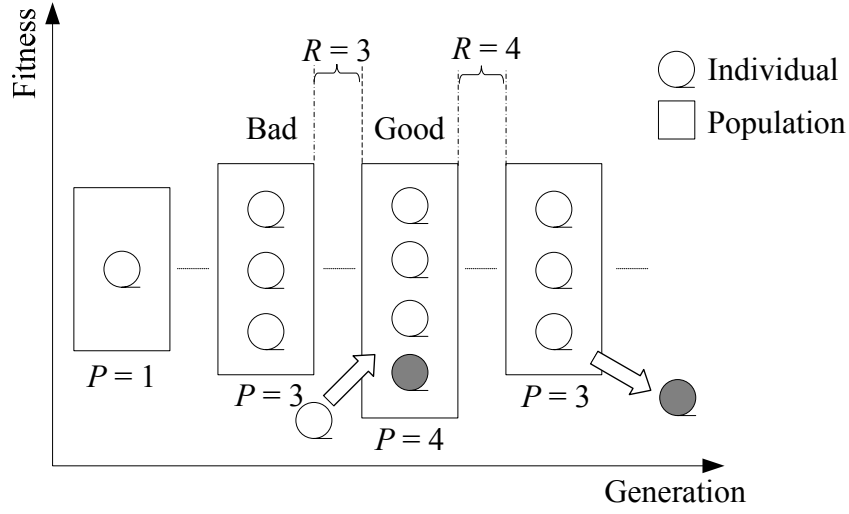 Fitness
R = 3
R = 4
Individual
Population
Bad
Good
P = 1
P = 3
P = 4
P = 3
Generation